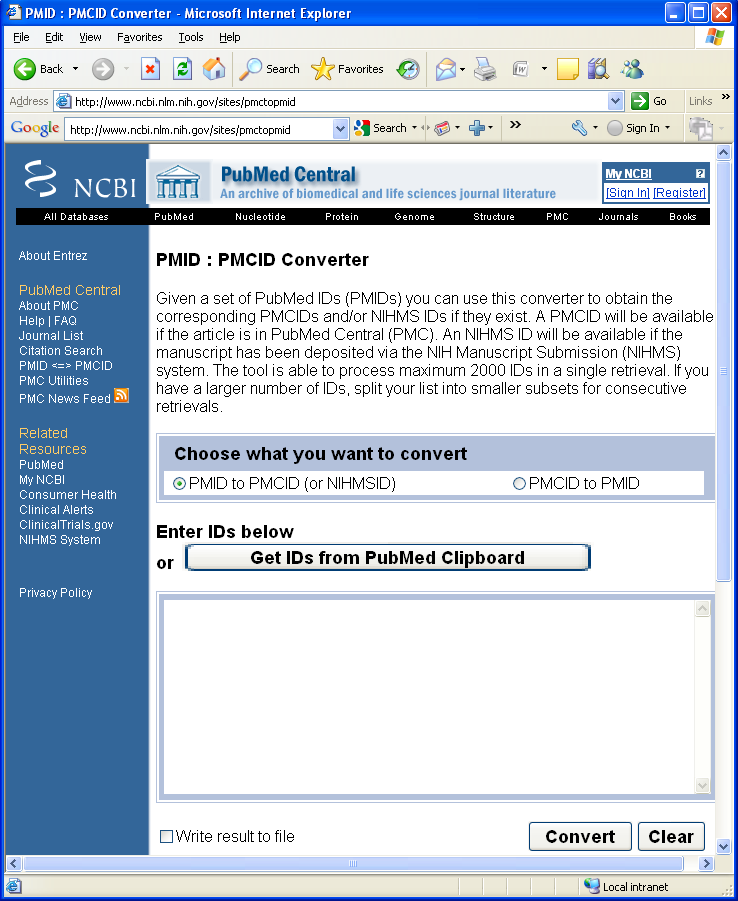 PMID : PMCID Converter - Microsoft Internet Explorer
File Edit View Favorites Tools Help
Back Search Favorites
Address http://www.ncbi.nlm.nih.gov/sites/pmctopmid Go Links »
Google http://www.ncbi.nlm.nih.gov/sites/pmctopmid Search » Sign In
NCBI
PubMed Central
An archive of biomedical and life sciences journal literature
My NCBI ?
[Sign In] [Register]
All Databases PubMed Nucleotide Protein Genome Structure PMC Journals Books
About Entrez
PubMed Central
About PMC
Help | FAQ
Journal List
Citation Search
PMID <=> PMCID
PMC Utilities
PMC News Feed
Related
Resources
PubMed
My NCBI
Consumer Health
Clinical Alerts
ClinicalTrials.gov
NIHMS System
Privacy Policy
PMID : PMCID Converter
Given a set of PubMed IDs (PMIDs) you can use this converter to obtain the
corresponding PMCIDs and/or NIHMS IDs if they exist. A PMCID will be available
if the article is in PubMed Central (PMC). An NIHMS ID will be available if the
manuscript has been deposited via the NIH Manuscript Submission (NIHMS)
system. The tool is able to process maximum 2000 IDs in a single retrieval. If you
have a larger number of IDs, split your list into smaller subsets for consecutive
retrievals.
Choose what you want to convert
PMID to PMCID (or NIHMSID) PMCID to PMID
Enter IDs below
or Get IDs from PubMed Clipboard
Write result to file Convert Clear
Local intranet